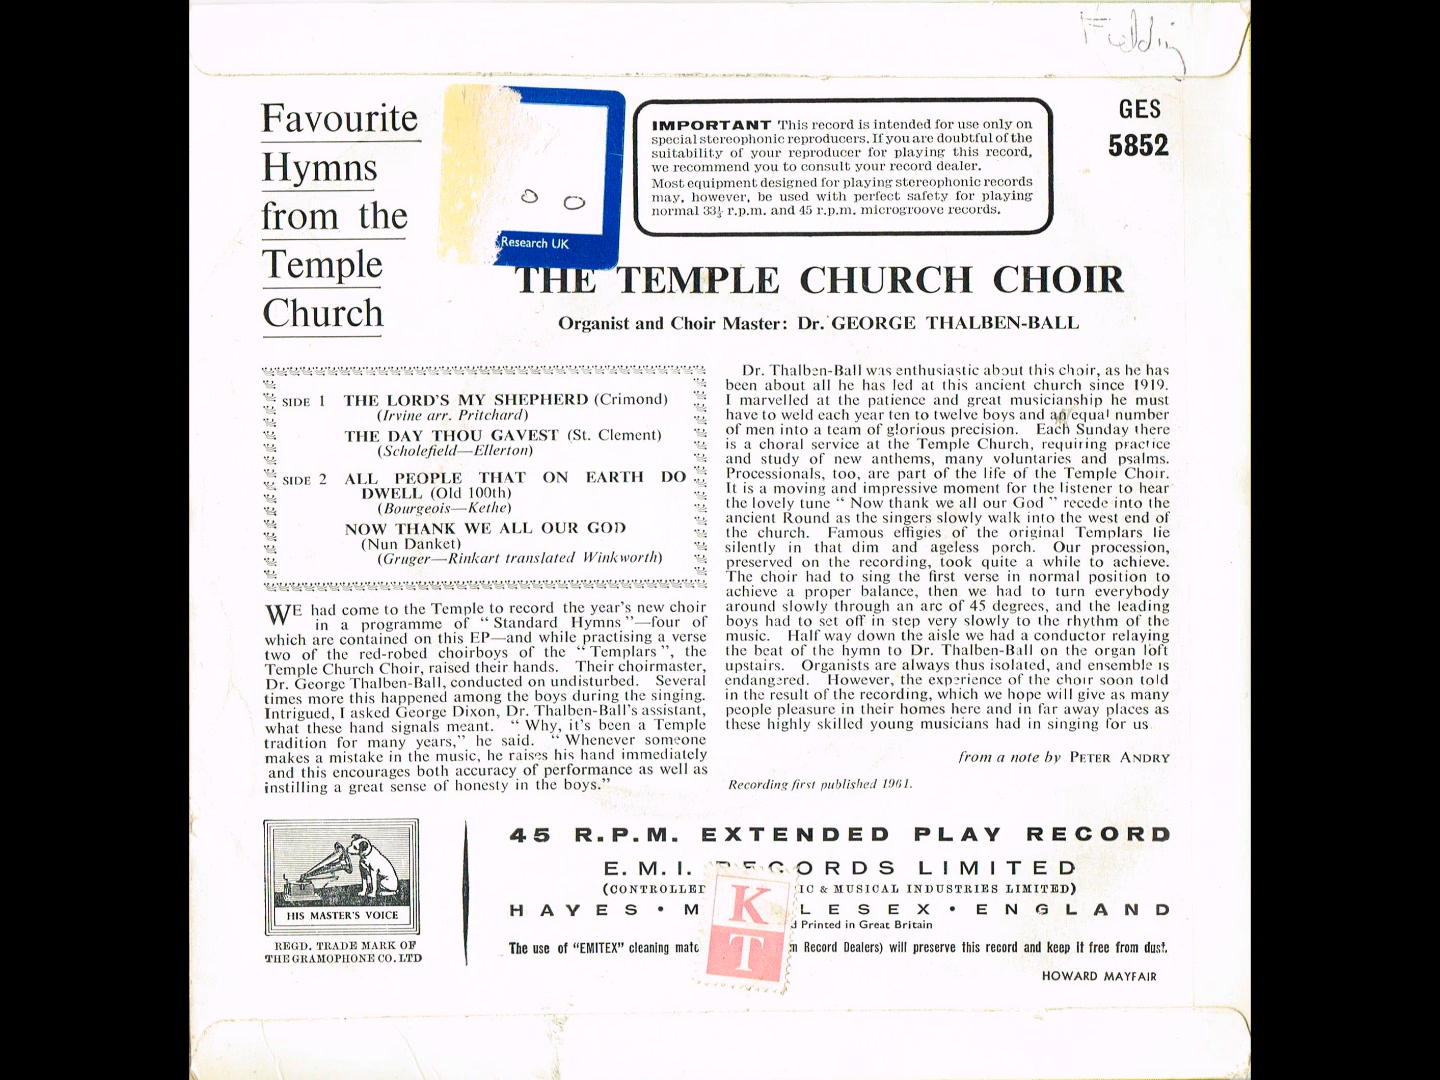 Favourite
Hymns
from the
Temple
Church
Research UK
IMPORTANT This record is intended for use only on
special stereophonic reproducers. If you are doubtful of the
suitability of your reproducer for playing this record,
we recommend you to consult your record dealer.
Most equipment designed for playing stereophonic records
may, however, be used with perfect safety for playing
normal 33⅓ r.p.m. and 45 r.p.m. microgroove records.
GES
5852
THE TEMPLE CHURCH CHOIR
Organist and Choir Master: Dr. GEORGE THALBEN-BALL
SIDE 1 THE LORD'S MY SHEPHERD (Crimond)
(Irvine arr. Pritchard)
THE DAY THOU GAVEST (St. Clement)
(Scholefield—Ellerton)
SIDE 2 ALL PEOPLE THAT ON EARTH DO
DWELL (Old 100th)
(Bourgeois—Kethe)
NOW THANK WE ALL OUR GOD
(Nun Danket)
(Gruger—Rinkart translated Winkworth)
WE had come to the Temple to record the year's new choir
in a programme of “ Standard Hymns ”—four of
which are contained on this EP—and while practising a verse
two of the red-robed choirboys of the “ Templars ”, the
Temple Church Choir, raised their hands. Their choirmaster,
Dr. George Thalben-Ball, conducted on undisturbed. Several
times more this happened among the boys during the singing.
Intrigued, I asked George Dixon, Dr. Thalben-Ball's assistant,
what these hand signals meant. “ Why, it's been a Temple
tradition for many years,” he said. “ Whenever someone
makes a mistake in the music, he raises his hand immediately
and this encourages both accuracy of performance as well as
instilling a great sense of honesty in the boys.”
Dr. Thalben-Ball was enthusiastic about this choir, as he has
been about all he has led at this ancient church since 1919.
I marvelled at the patience and great musicianship he must
have to weld each year ten to twelve boys and an equal number
of men into a team of glorious precision. Each Sunday there
is a choral service at the Temple Church, requiring practice
and study of new anthems, many voluntaries and psalms.
Processionals, too, are part of the life of the Temple Choir.
It is a moving and impressive moment for the listener to hear
the lovely tune “ Now thank we all our God ” recede into the
ancient Round as the singers slowly walk into the west end of
the church. Famous effigies of the original Templars lie
silently in that dim and ageless porch. Our procession,
preserved on the recording, took quite a while to achieve.
The choir had to sing the first verse in normal position to
achieve a proper balance, then we had to turn everybody
around slowly through an arc of 45 degrees, and the leading
boys had to set off in step very slowly to the rhythm of the
music. Half way down the aisle we had a conductor relaying
the beat of the hymn to Dr. Thalben-Ball on the organ loft
upstairs. Organists are always thus isolated, and ensemble is
endangered. However, the experience of the choir soon told
in the result of the recording, which we hope will give as many
people pleasure in their homes here and in far away places as
these highly skilled young musicians had in singing for us
from a note by PETER ANDRY
Recording first published 1961.
HIS MASTER'S VOICE
REGD. TRADE MARK OF
THE GRAMOPHONE CO. LTD
45 R.P.M. EXTENDED PLAY RECORD
E. M. I. RECORDS LIMITED
(CONTROLLED IC & MUSICAL INDUSTRIES LIMITED)
HAYES • M LESEX • ENGLAND
d Printed in Great Britain
The use of "EMITEX" cleaning mate m Record Dealers) will preserve this record and keep it free from dust.
KT
HOWARD MAYFAIR